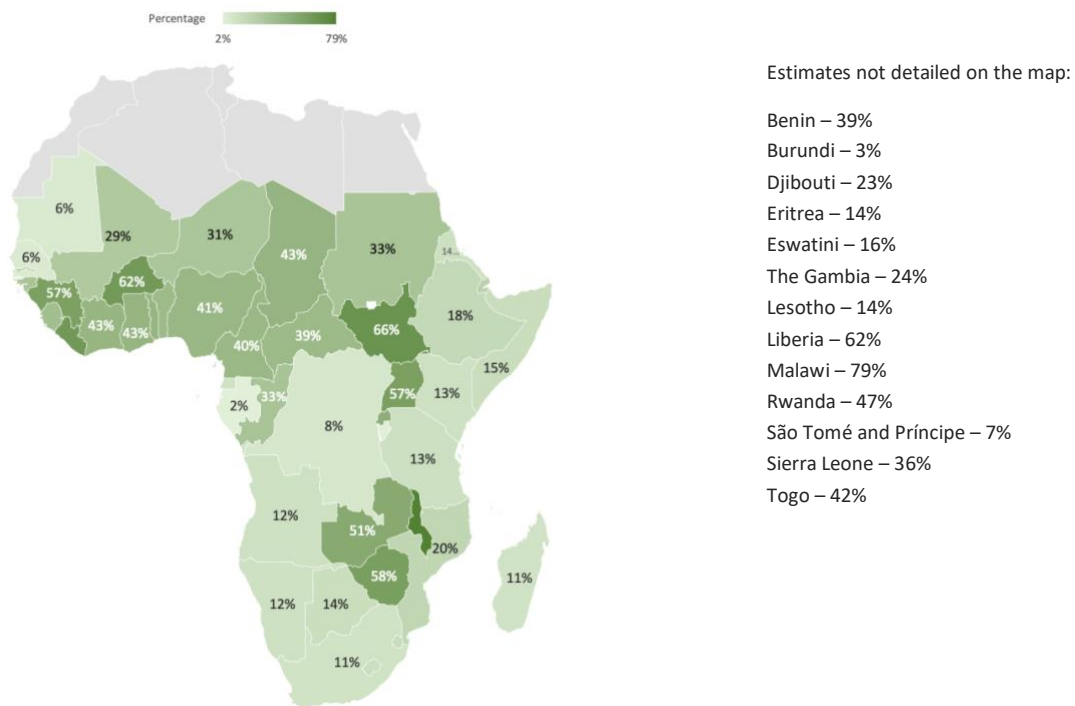 Percentage
2%
79%
Estimates not detailed on the map:
Benin – 39%
Burundi – 3%
Djibouti – 23%
Eritrea – 14%
Eswatini – 16%
The Gambia – 24%
Lesotho – 14%
Liberia – 62%
Malawi – 79%
Rwanda – 47%
São Tomé and Príncipe – 7%
Sierra Leone – 36%
Togo – 42%
6%
29%
31%
43%
33%
14...
6%
57%
62%
41%
43%
43%
40%
39%
66%
18%
15%
2%
33%
8%
57%
13%
13%
12%
51%
20%
58%
12%
14%
11%
11%